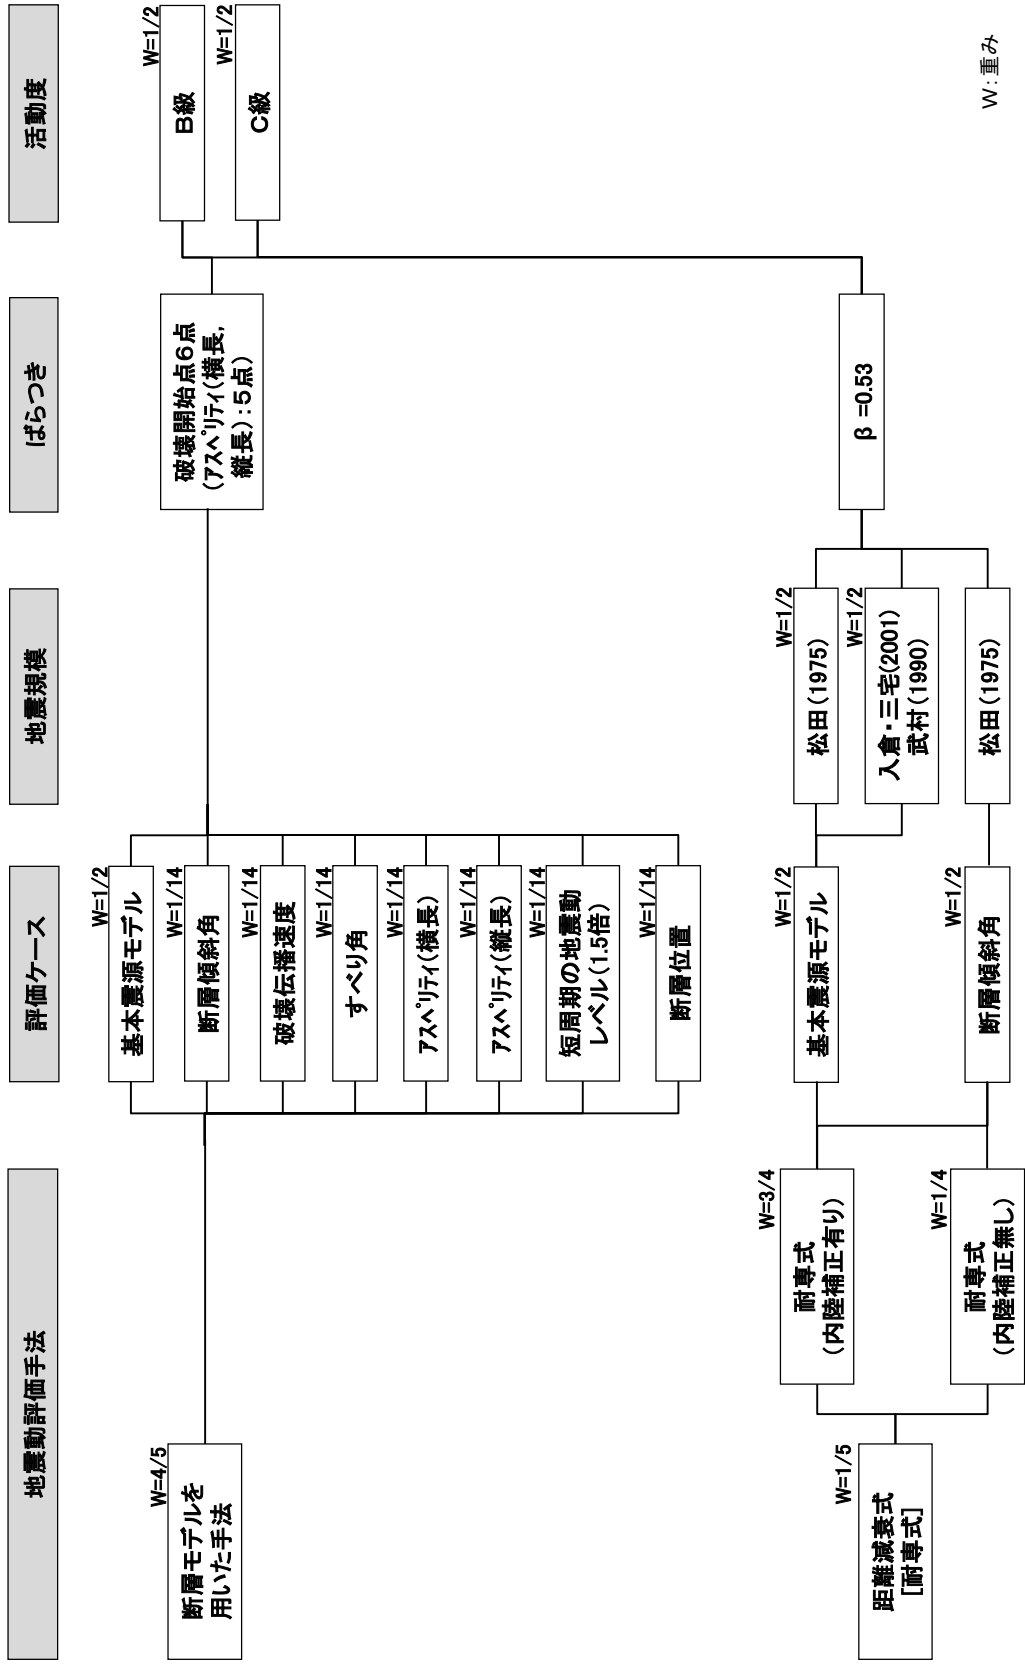 地震動評価手法
評価ケース
地震規模
ばらつき
活動度
W=4/5
断層モデルを
用いた手法
W=1/2
基本震源モデル
W=1/14
断層傾斜角
W=1/14
破壊伝播速度
W=1/14
すべり角
W=1/14
アスペリティ(横長)
W=1/14
アスペリティ(縦長)
W=1/14
短周期の地震動
レベル(1.5倍)
W=1/14
断層位置
破壊開始点6点
(アスペリティ(横長,
縦長):5点)
W=1/2
B級
W=1/2
C級
W=1/5
距離減衰式
[耐専式]
W=3/4
耐専式
(内陸補正有り)
W=1/4
耐専式
(内陸補正無し)
W=1/2
基本震源モデル
W=1/2
断層傾斜角
W=1/2
松田(1975)
W=1/2
入倉・三宅(2001)
武村(1990)
松田(1975)
β=0.53
W:重み